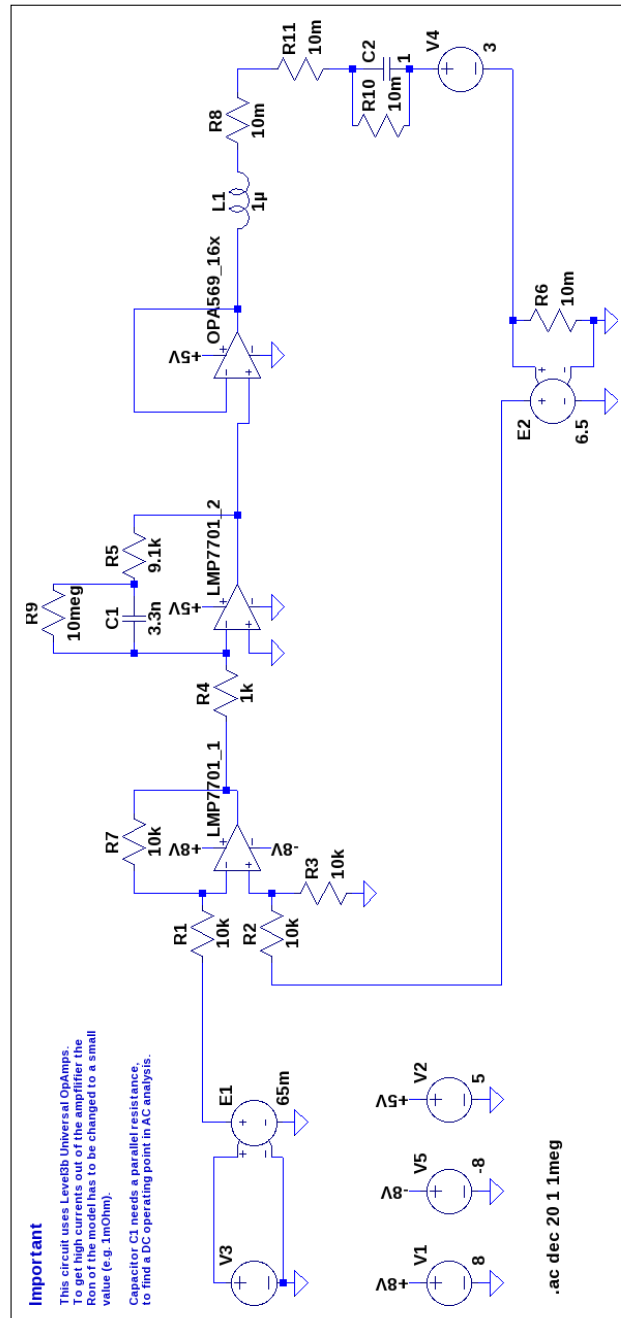 Important
This circuit uses Level3b Universal OpAmps.
To get high currents out of the ampflifier the
Ron of the model has to be changed to a small
value (e.g. 1mOhm).
Capacitor C1 needs a parallel resistance,
to find a DC operating point in AC analysis.
V3
E1
65m
R1
10k
R7
10k
LMP7701_1
+8V
-8V
R2
10k
R3
10k
R4
1k
R9
10meg
C1
3.3n
R5
9.1k
LMP7701_2
+5V
OPA569_16x
+5V
L1
1µ
R8
10m
R11
10m
R10
10m
C2
1
V4
3
R6
10m
E2
6.5
V1
+8V
8
V5
-8V
-8
V2
+5V
5
.ac dec 20 1 1meg